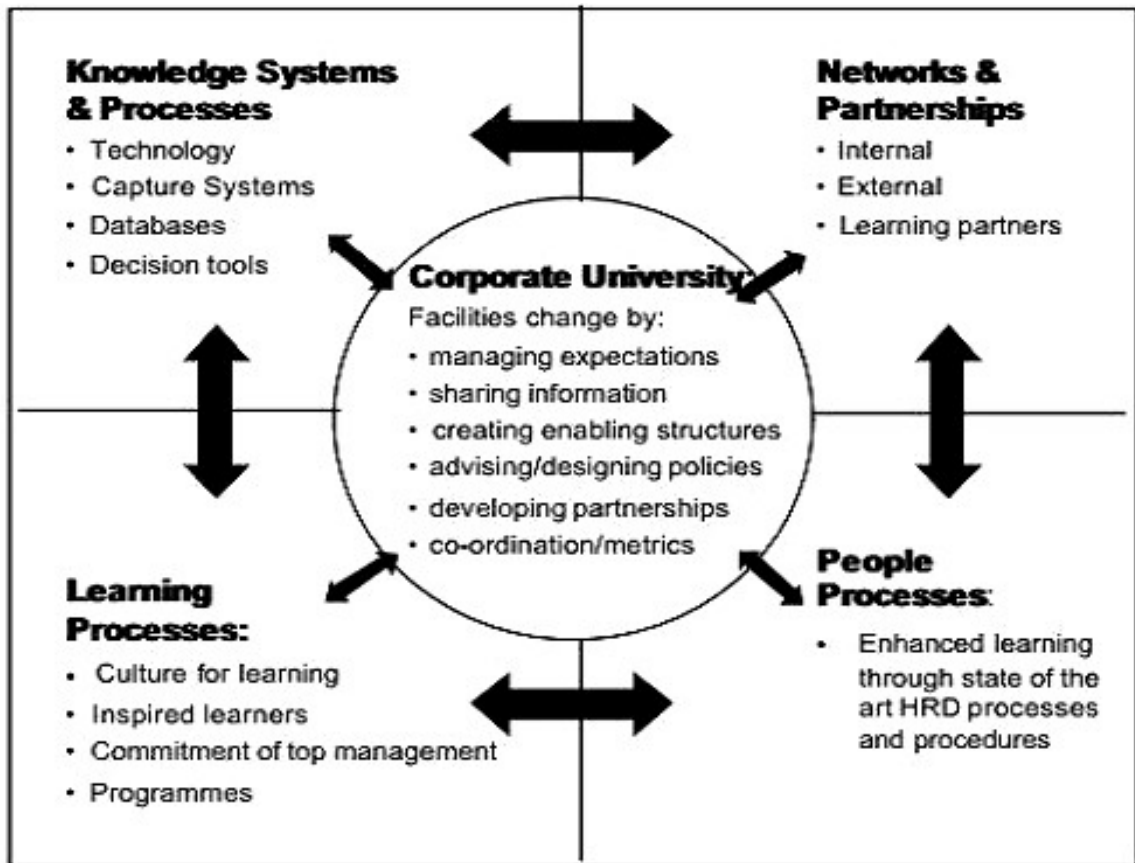 Knowledge Systems
& Processes
• Technology
• Capture Systems
• Databases
• Decision tools
Networks &
Partnerships
• Internal
• External
• Learning partners
Corporate University:
Facilities change by:
• managing expectations
• sharing information
• creating enabling structures
• advising/designing policies
• developing partnerships
• co-ordination/metrics
Learning
Processes:
• Culture for learning
• Inspired learners
• Commitment of top management
• Programmes
People
Processes:
• Enhanced learning
through state of the
art HRD processes
and procedures